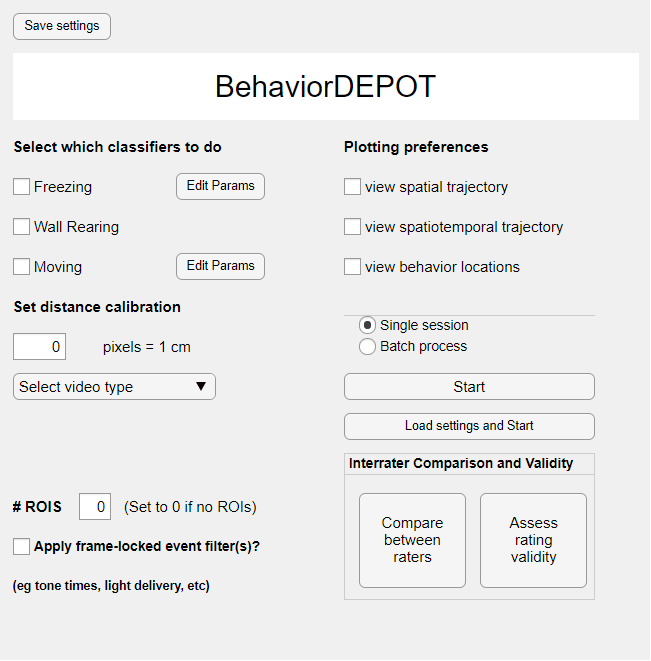 Save settings
BehaviorDEPOT
Select which classifiers to do
Freezing
Edit Params
Wall Rearing
Moving
Edit Params
Set distance calibration
0
pixels = 1 cm
Select video type
# ROIS
0
(Set to 0 if no ROIs)
Apply frame-locked event filter(s)?
(eg tone times, light delivery, etc)
Plotting preferences
view spatial trajectory
view spatiotemporal trajectory
view behavior locations
Single session
Batch process
Start
Load settings and Start
Interrater Comparison and Validity
Compare
between
raters
Assess
rating
validity